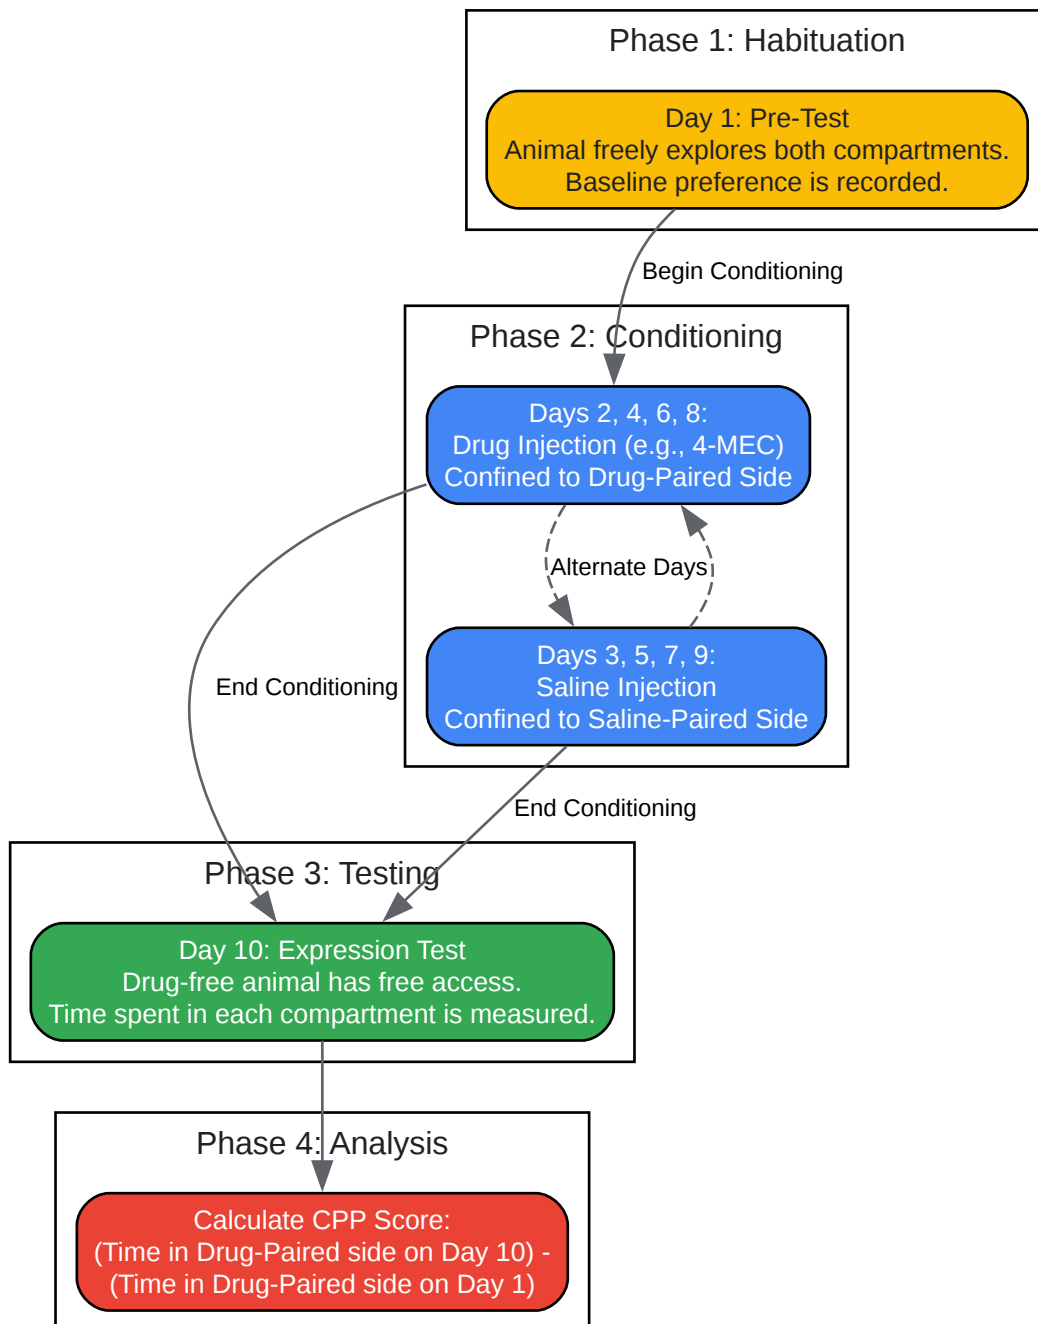 Phase 1: Habituation
Day 1: Pre-Test
Animal freely explores both compartments.
Baseline preference is recorded.
Begin Conditioning
Phase 2: Conditioning
Days 2, 4, 6, 8:
Drug Injection (e.g., 4-MEC)
Confined to Drug-Paired Side
Alternate Days
Days 3, 5, 7, 9:
Saline Injection
Confined to Saline-Paired Side
End Conditioning
End Conditioning
Phase 3: Testing
Day 10: Expression Test
Drug-free animal has free access.
Time spent in each compartment is measured.
Phase 4: Analysis
Calculate CPP Score:
(Time in Drug-Paired side on Day 10) -
(Time in Drug-Paired side on Day 1)